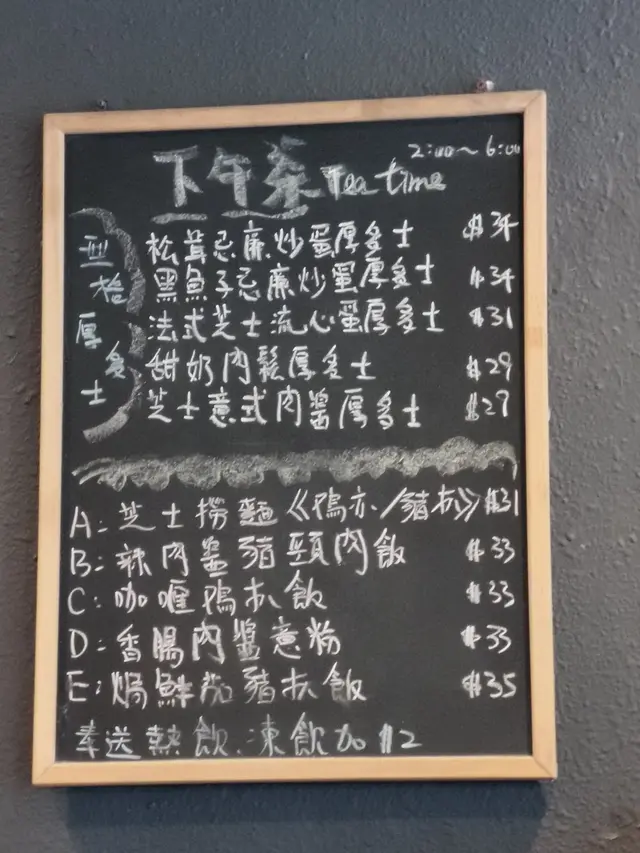 2:00~6:00
下午茶 Tea time
厚多士
松茸忌廉炒蛋厚多士 $34
黑魚子忌廉炒蛋厚多士 $34
法式芝士流心蛋厚多士 $31
甜奶肉鬆厚多士 $29
芝士意式肉醬厚多士 $27
A: 芝士撈麵《鴨扒/豬扒》$31
B: 辣肉醬豬頸肉飯 $33
C: 咖喱鴨扒飯 $33
D: 香腸肉醬意粉 $33
E: 焗鮮茄豬扒飯 $35
奉送熱飲.凍飲加$2